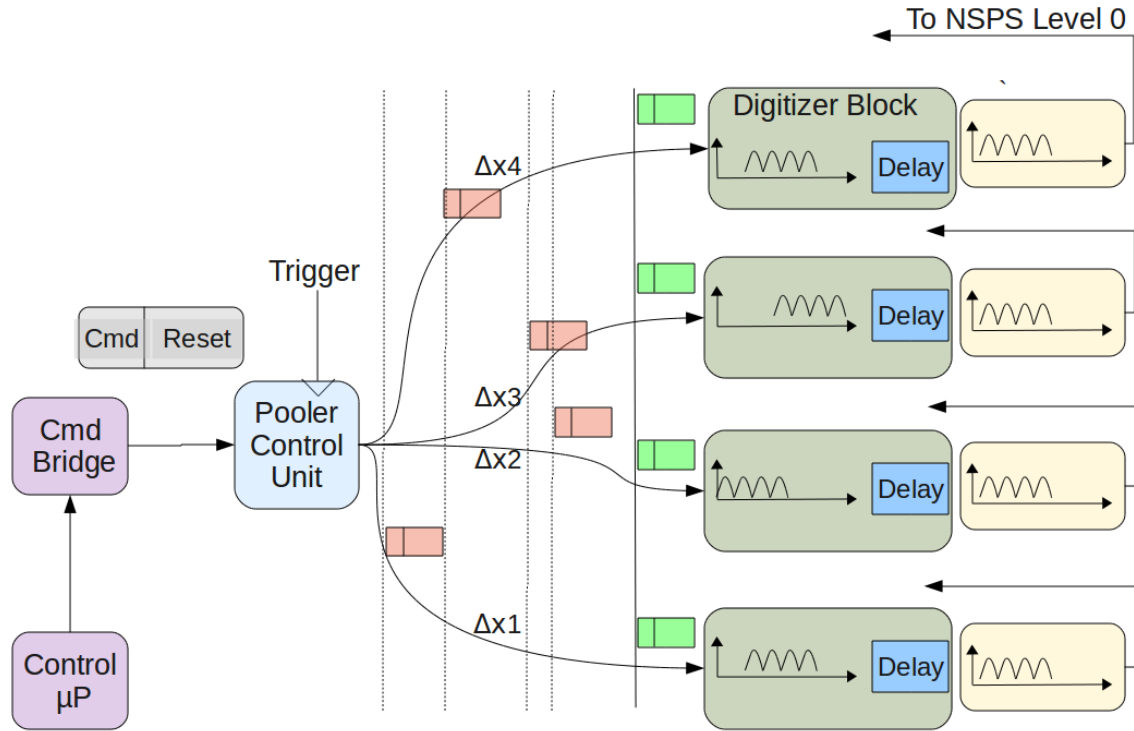 To NSPS Level 0
`
Digitizer Block
Delay
Δx4
Trigger
Cmd
Reset
Delay
Δx3
Pooler
Control
Unit
Cmd
Bridge
Δx2
Delay
Δx1
Control
µP
Delay